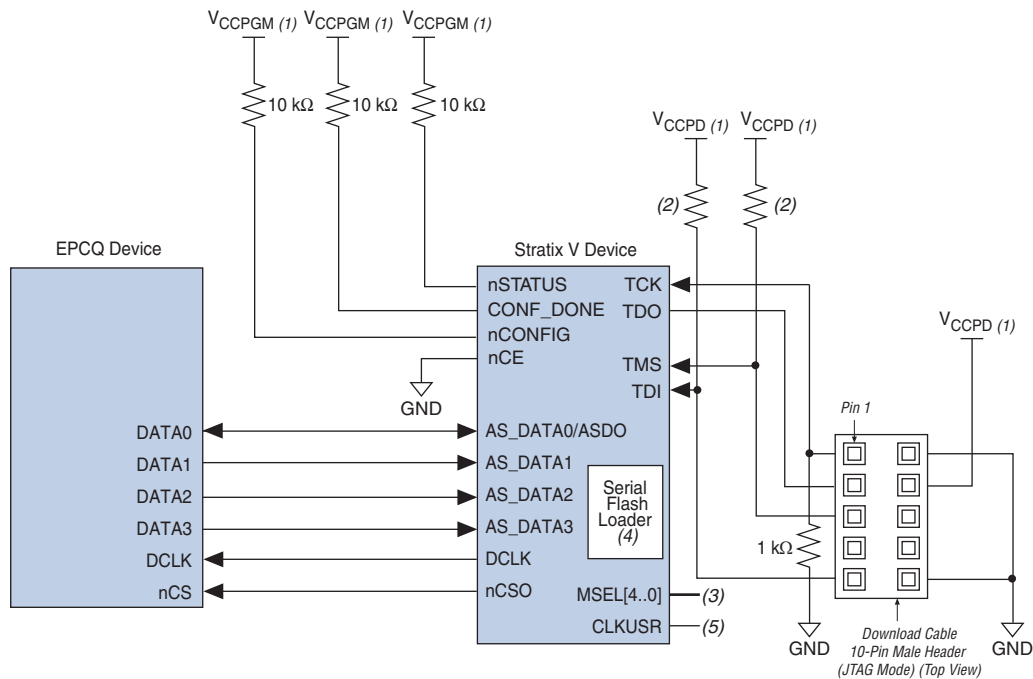 VCCPGM (1) VCCPGM (1) VCCPGM (1)
10 kΩ 10 kΩ 10 kΩ
VCCPD (1) VCCPD (1)
(2) (2)
EPCQ Device
Stratix V Device
nSTATUS TCK
CONF_DONE TDO
nCONFIG
nCE TMS
TDI
GND
VCCPD (1)
Pin 1
DATA0 AS_DATA0/ASDO
DATA1 AS_DATA1
DATA2 AS_DATA2
DATA3 AS_DATA3
DCLK DCLK
nCS nCSO
Serial
Flash
Loader
(4)
1 kΩ
MSEL[4..0] (3)
CLKUSR (5)
GND
GND
Download Cable
10-Pin Male Header
(JTAG Mode) (Top View)